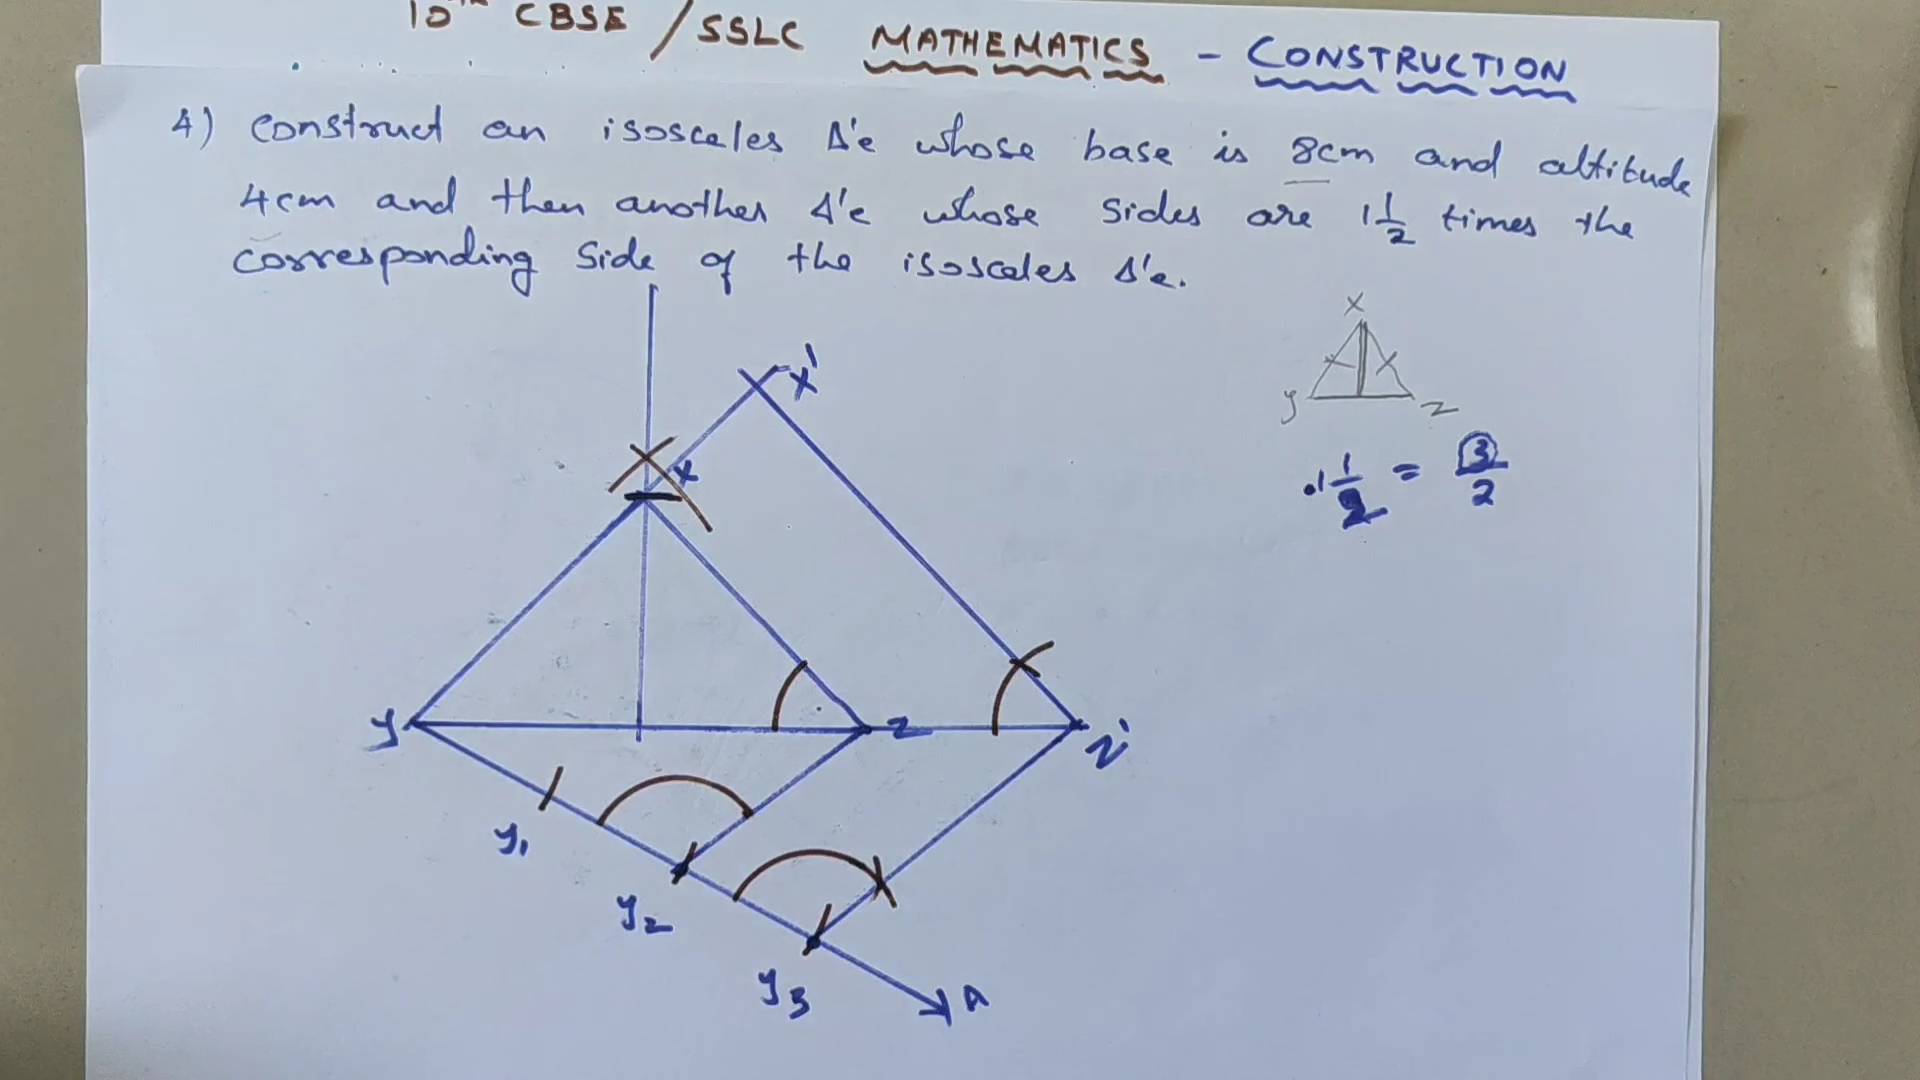 10th CBSE / SSLC MATHEMATICS - CONSTRUCTION
4) Construct an isosceles Δ'e whose base is 8cm and altitude
4cm and then another Δ'e whose sides are 1 1/2 times the
corresponding side of the isosceles Δ'e.
x
y z
.1 1/2 = 3/2
x'
x
y z z'
y1
y2
y3 A